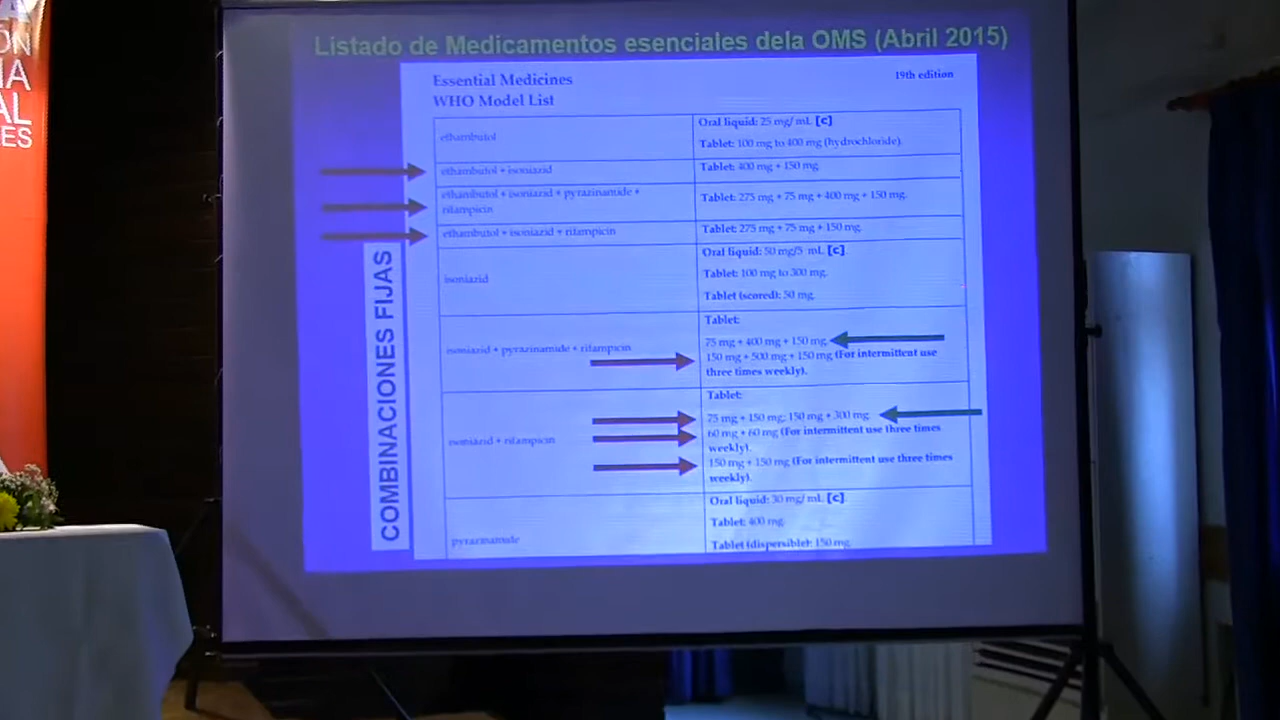 ÓN
IA
AL
ES
Listado de Medicamentos esenciales dela OMS (Abril 2015)
Essential Medicines
WHO Model List
19th edition
ethambutol
Oral liquid: 25 mg/ mL [c]
Tablet: 100 mg to 400 mg (hydrochloride).
ethambutol + isoniazid
Tablet: 400 mg + 150 mg.
ethambutol + isoniazid + pyrazinamide +
rifampicin
Tablet: 275 mg + 75 mg + 400 mg + 150 mg.
ethambutol + isoniazid + rifampicin
Tablet: 275 mg + 75 mg + 150 mg.
isoniazid
Oral liquid: 50 mg/5 mL [c].
Tablet: 100 mg to 300 mg.
Tablet (scored): 50 mg.
isoniazid + pyrazinamide + rifampicin
Tablet:
75 mg + 400 mg + 150 mg.
150 mg + 500 mg + 150 mg (For intermittent use
three times weekly).
isoniazid + rifampicin
Tablet:
75 mg + 150 mg; 150 mg + 300 mg.
60 mg + 60 mg (For intermittent use three times
weekly).
150 mg + 150 mg (For intermittent use three times
weekly).
pyrazinamide
Oral liquid: 30 mg/ mL [c].
Tablet: 400 mg.
Tablet (dispersible): 150 mg.
COMBINACIONES FIJAS